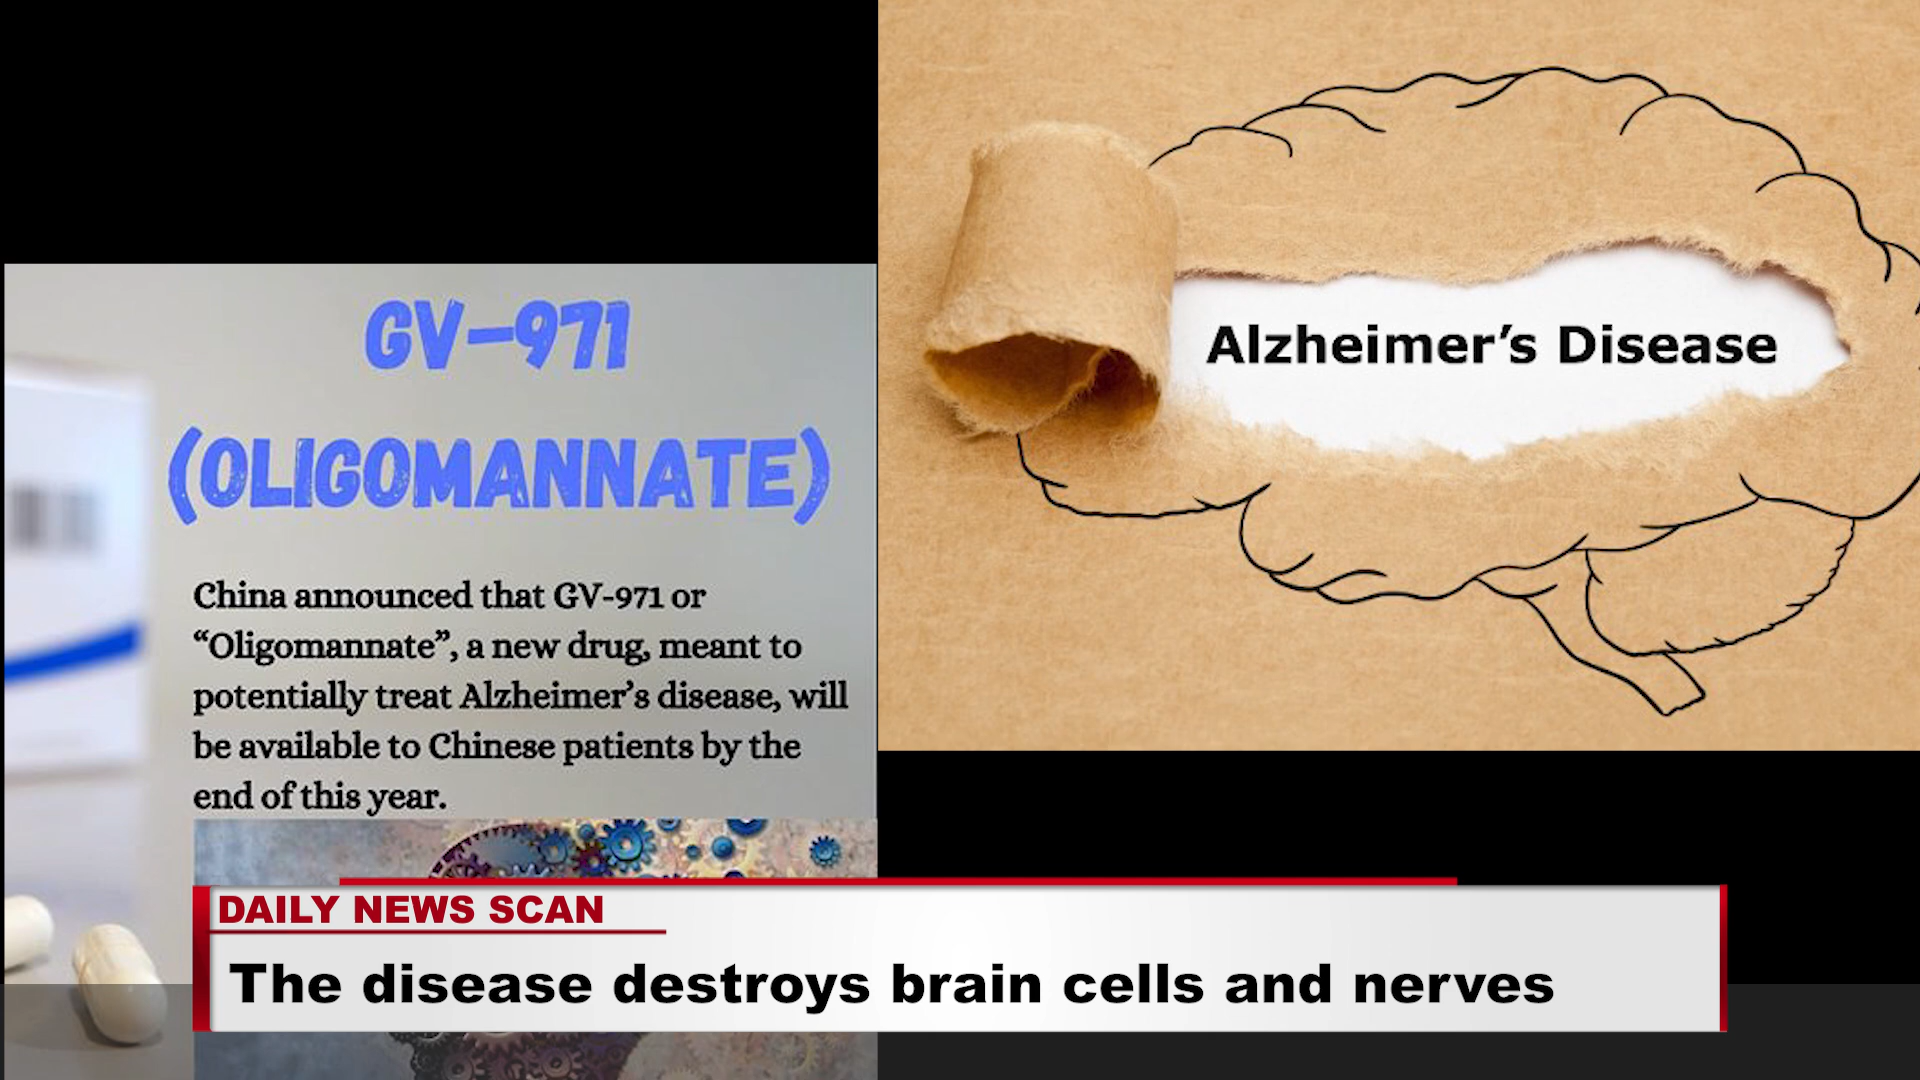 GV-971
(OLIGOMANNATE)
China announced that GV-971 or
“Oligomannate”, a new drug, meant to
potentially treat Alzheimer’s disease, will
be available to Chinese patients by the
end of this year.
Alzheimer’s Disease
DAILY NEWS SCAN
The disease destroys brain cells and nerves